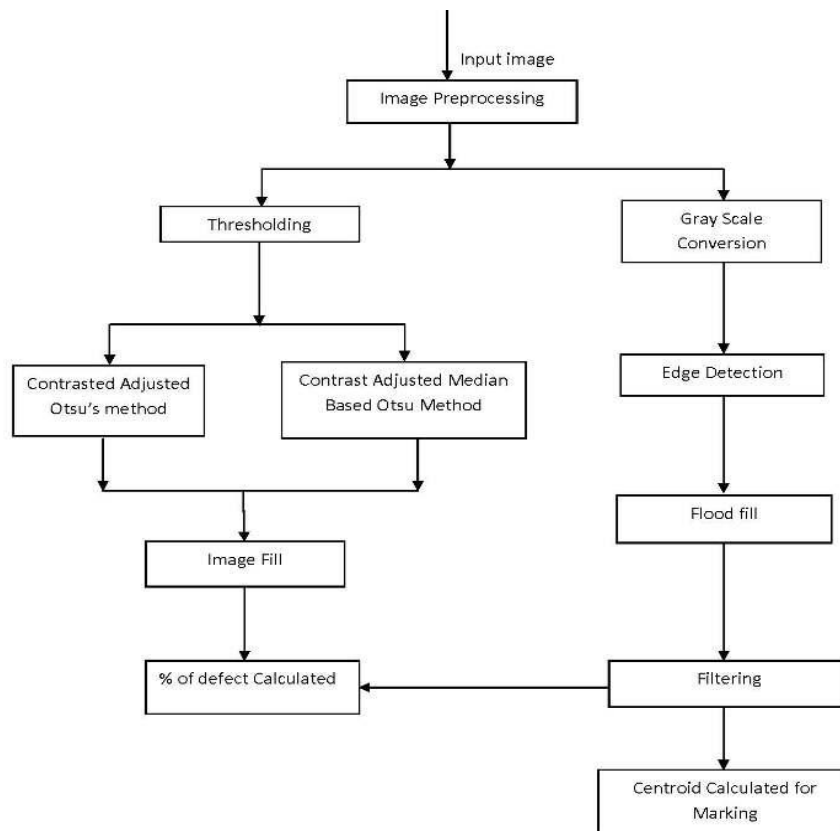 Input image
Image Preprocessing
Thresholding
Gray Scale
Conversion
Contrasted Adjusted
Otsu's method
Contrast Adjusted Median
Based Otsu Method
Edge Detection
Flood fill
Image Fill
% of defect Calculated
Filtering
Centroid Calculated for
Marking